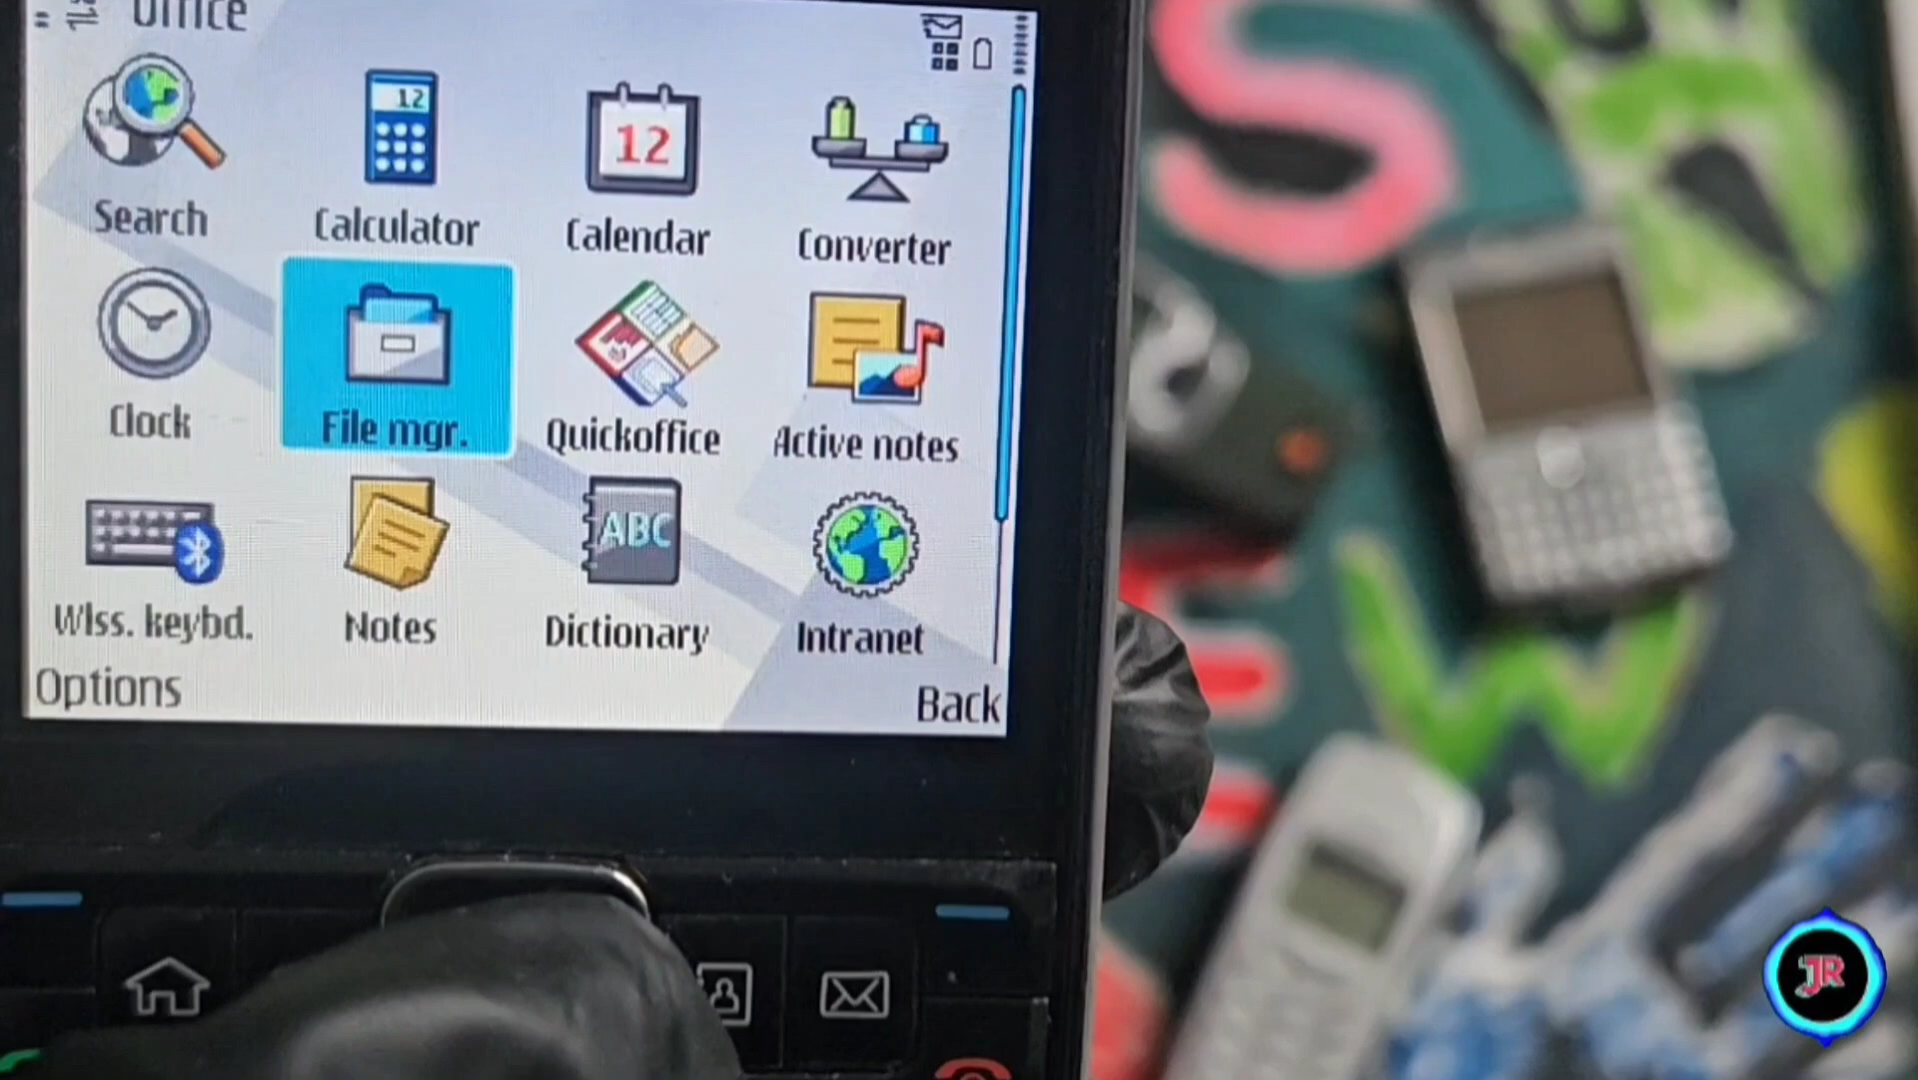 Office
12
12
Search
Calculator
Calendar
Converter
Clock
File mgr.
Quickoffice
Active notes
ABC
Wlss. keybd.
Notes
Dictionary
Intranet
Options
Back
S
W
JR